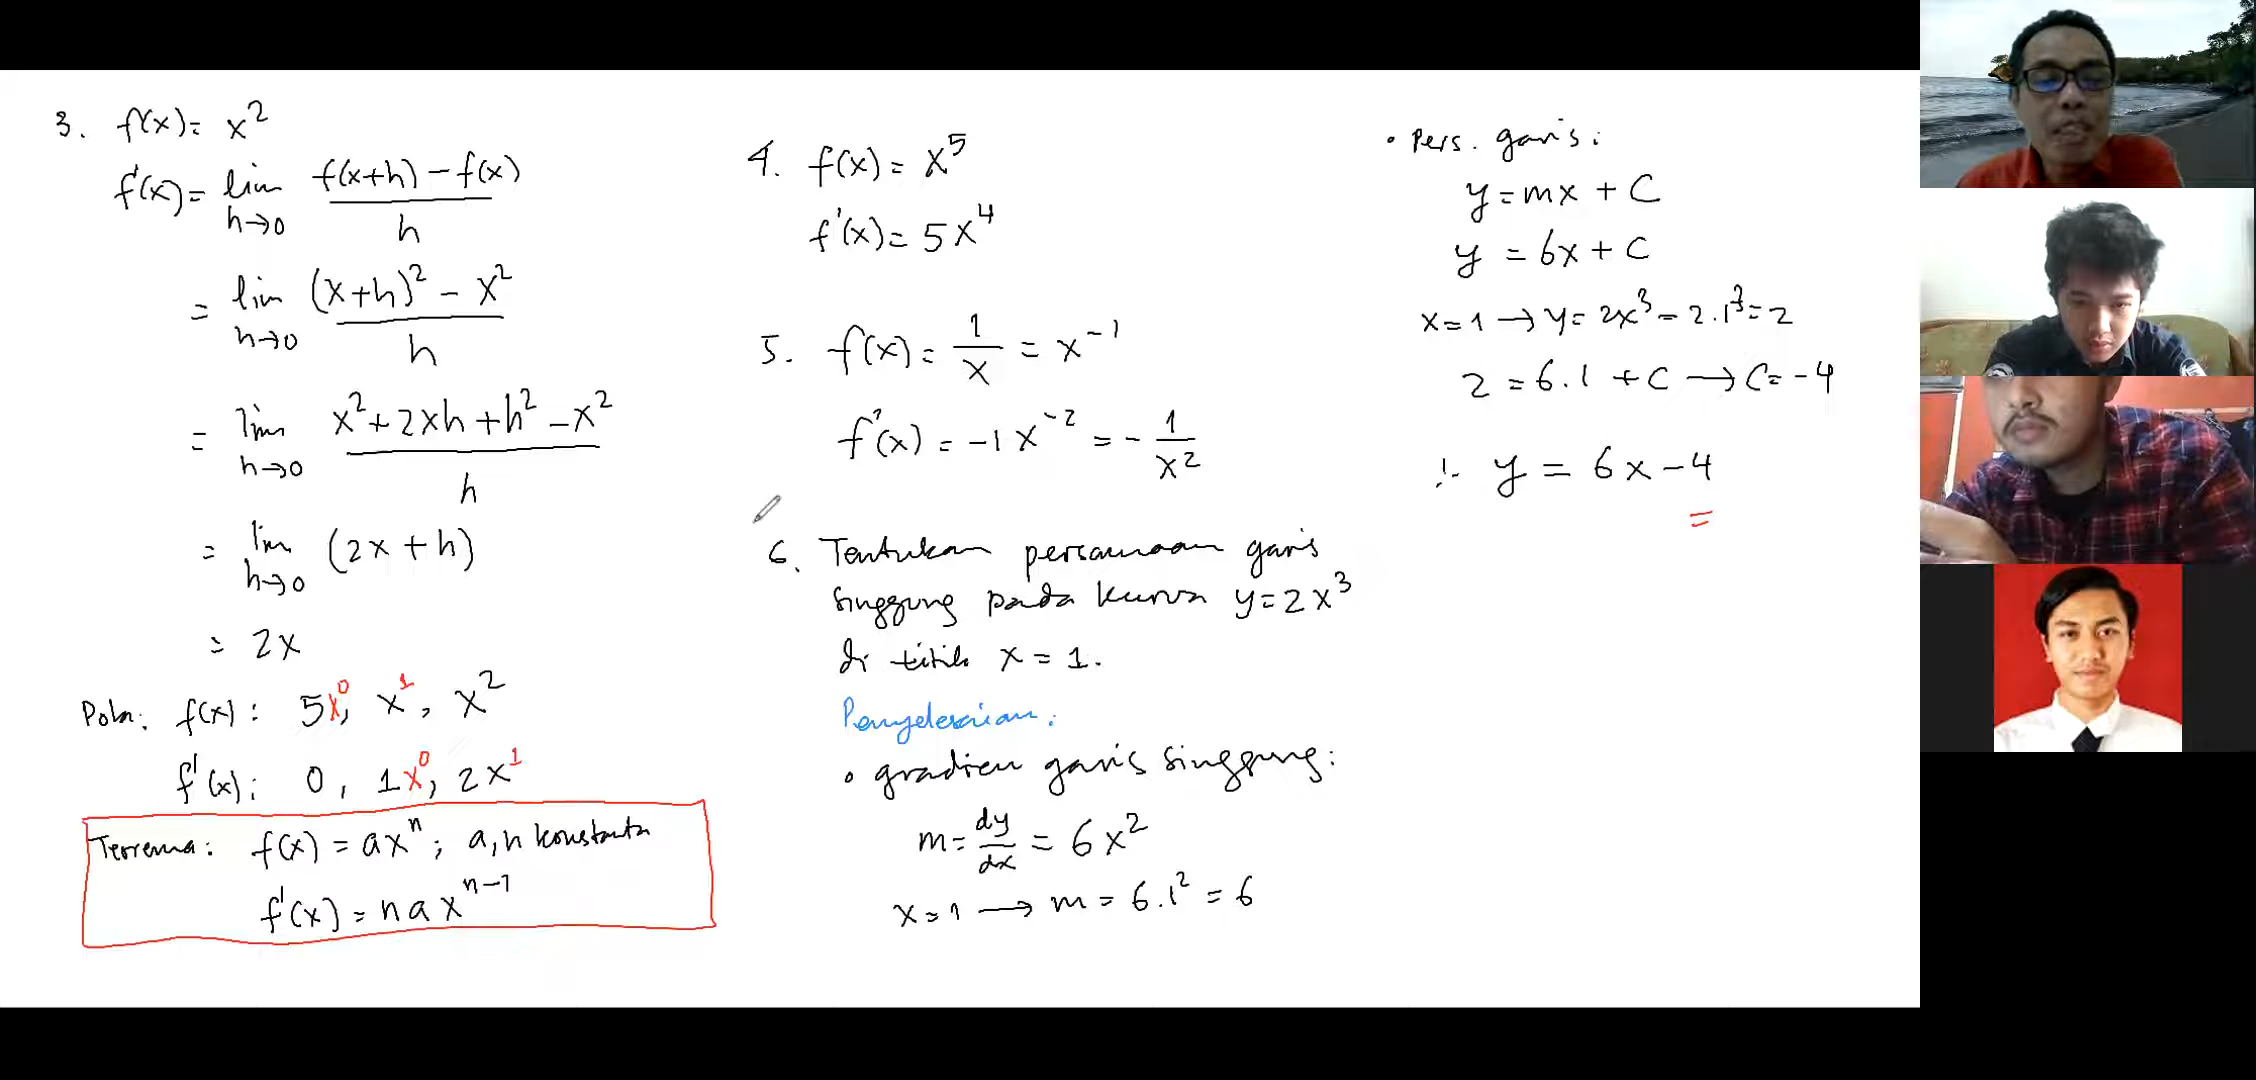 3. f(x) = x²
f'(x) = lim h→0 (f(x+h) – f(x)) / h
= lim h→0 ((x+h)² – x²) / h
= lim h→0 (x² + 2xh + h² – x²) / h
= lim h→0 (2x + h)
= 2x
Pola: f(x) : 5x⁰, x¹, x²
f'(x) : 0, 1x⁰, 2x¹
Teorema: f(x) = axⁿ ; a, n konstanta
f'(x) = n a xⁿ⁻¹
4. f(x) = x⁵
f'(x) = 5x⁴
5. f(x) = 1/x = x⁻¹
f'(x) = -1x⁻² = - 1/x²
6. Tentukan persamaan garis
singgung pada kurva y = 2x³
di titik x = 1.
Penyelesaian:
• gradien garis singgung:
m = dy/dx = 6x²
x = 1 → m = 6.1² = 6
• Pers. garis:
y = mx + C
y = 6x + C
x = 1 → y = 2x³ = 2.1³ = 2
2 = 6.1 + C → C = -4
∴ y = 6x – 4
=